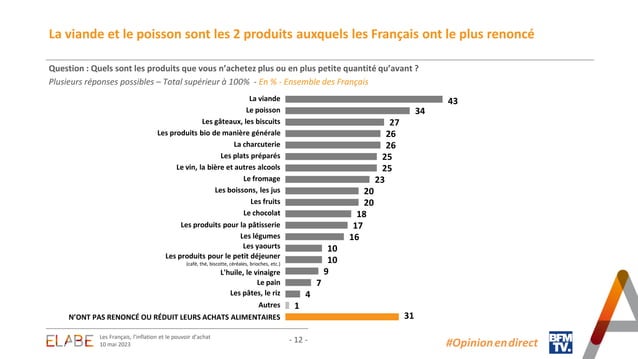 La viande et le poisson sont les 2 produits auxquels les Français ont le plus renoncé
Question : Quels sont les produits que vous n'achetez plus ou en plus petite quantité qu'avant ?
Plusieurs réponses possibles – Total supérieur à 100% - En % - Ensemble des Français
La viande 43
Le poisson 34
Les gâteaux, les biscuits 27
Les produits bio de manière générale 26
La charcuterie 26
Les plats préparés 25
Le vin, la bière et autres alcools 25
Le fromage 23
Les boissons, les jus 20
Les fruits 20
Le chocolat 18
Les produits pour la pâtisserie 17
Les légumes 16
Les yaourts 10
Les produits pour le petit déjeuner 10
(café, thé, biscotte, céréales, brioches, etc.)
L'huile, le vinaigre 9
Le pain 7
Les pâtes, le riz 4
Autres 1
N'ONT PAS RENONCÉ OU RÉDUIT LEURS ACHATS ALIMENTAIRES 31
ELABE
Les Français, l'inflation et le pouvoir d'achat
10 mai 2023
- 12 -
#Opinionendirect
BFM
TV.